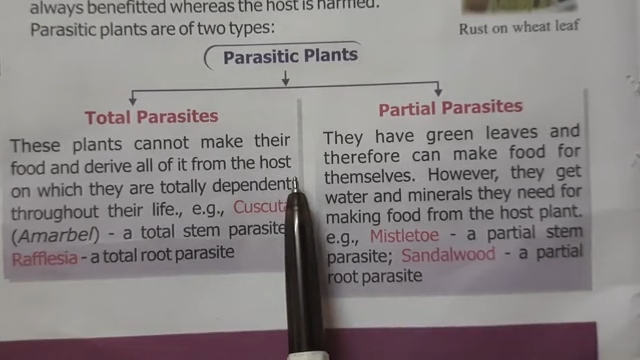 always benefitted whereas the host is harmed.
Parasitic plants are of two types:
Rust on wheat leaf
Parasitic Plants
Total Parasites
These plants cannot make their
food and derive all of it from the host
on which they are totally dependent
throughout their life., e.g., Cuscuta
(Amarbel) - a total stem parasite
Rafflesia - a total root parasite
Partial Parasites
They have green leaves and
therefore can make food for
themselves. However, they get
water and minerals they need for
making food from the host plant.
e.g., Mistletoe - a partial stem
parasite; Sandalwood - a partial
root parasite